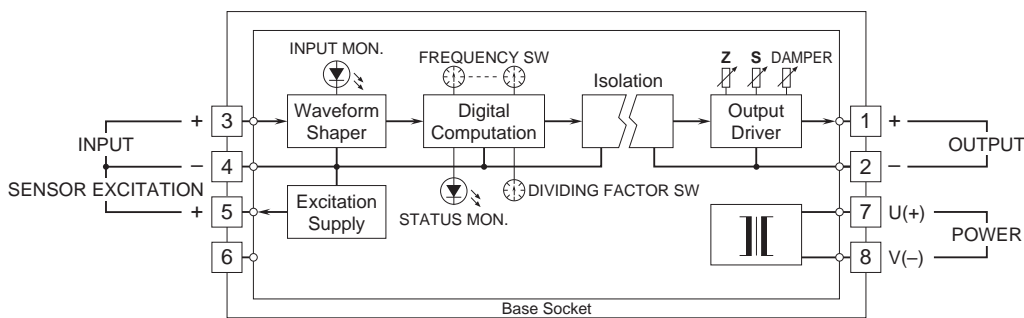 INPUT MON.
FREQUENCY SW
Isolation
Z S DAMPER
INPUT
+ 3
Waveform
Shaper
Digital
Computation
Output
Driver
1 +
OUTPUT
– 4
2 –
SENSOR EXCITATION
+ 5
Excitation
Supply
STATUS MON.
DIVIDING FACTOR SW
7 U(+)
POWER
6
8 V(–)
Base Socket